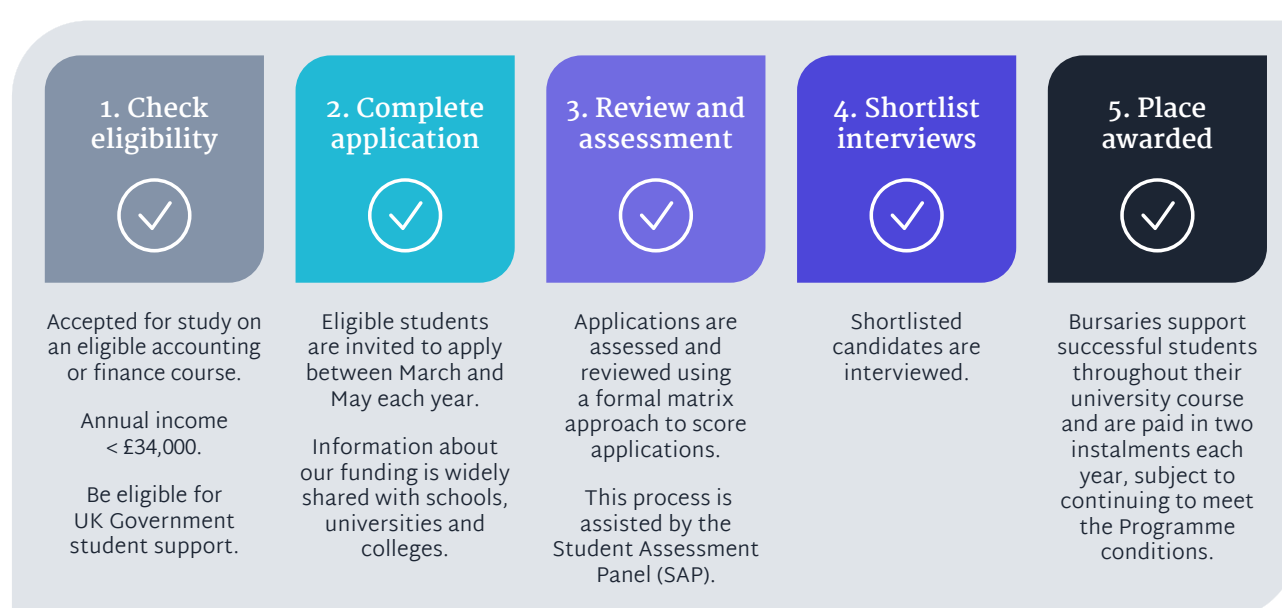 1. Check
eligibility
Accepted for study on
an eligible accounting
or finance course.
Annual income
< £34,000.
Be eligible for
UK Government
student support.
2. Complete
application
Eligible students
are invited to apply
between March and
May each year.
Information about
our funding is widely
shared with schools,
universities and
colleges.
3. Review and
assessment
Applications are
assessed and
reviewed using
a formal matrix
approach to score
applications.
This process is
assisted by the
Student Assessment
Panel (SAP).
4. Shortlist
interviews
Shortlisted
candidates are
interviewed.
5. Place
awarded
Bursaries support
successful students
throughout their
university course
and are paid in two
instalments each
year, subject to
continuing to meet
the Programme
conditions.